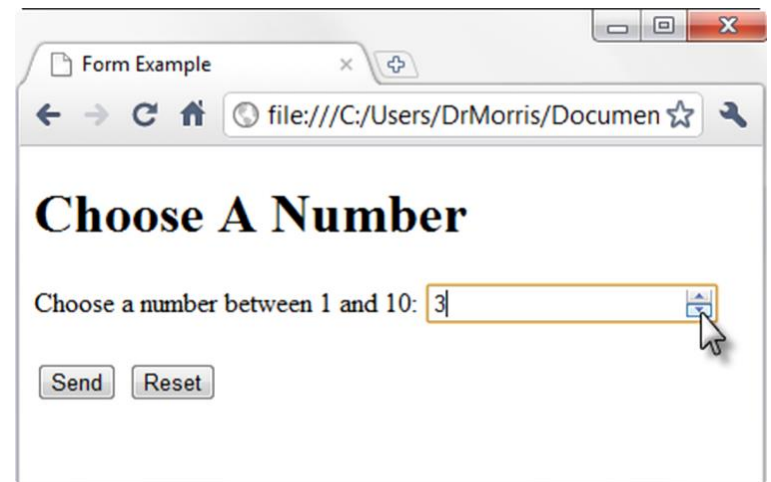 Form Example
file:///C:/Users/DrMorris/Documen
Choose A Number
Choose a number between 1 and 10: 3
Send Reset